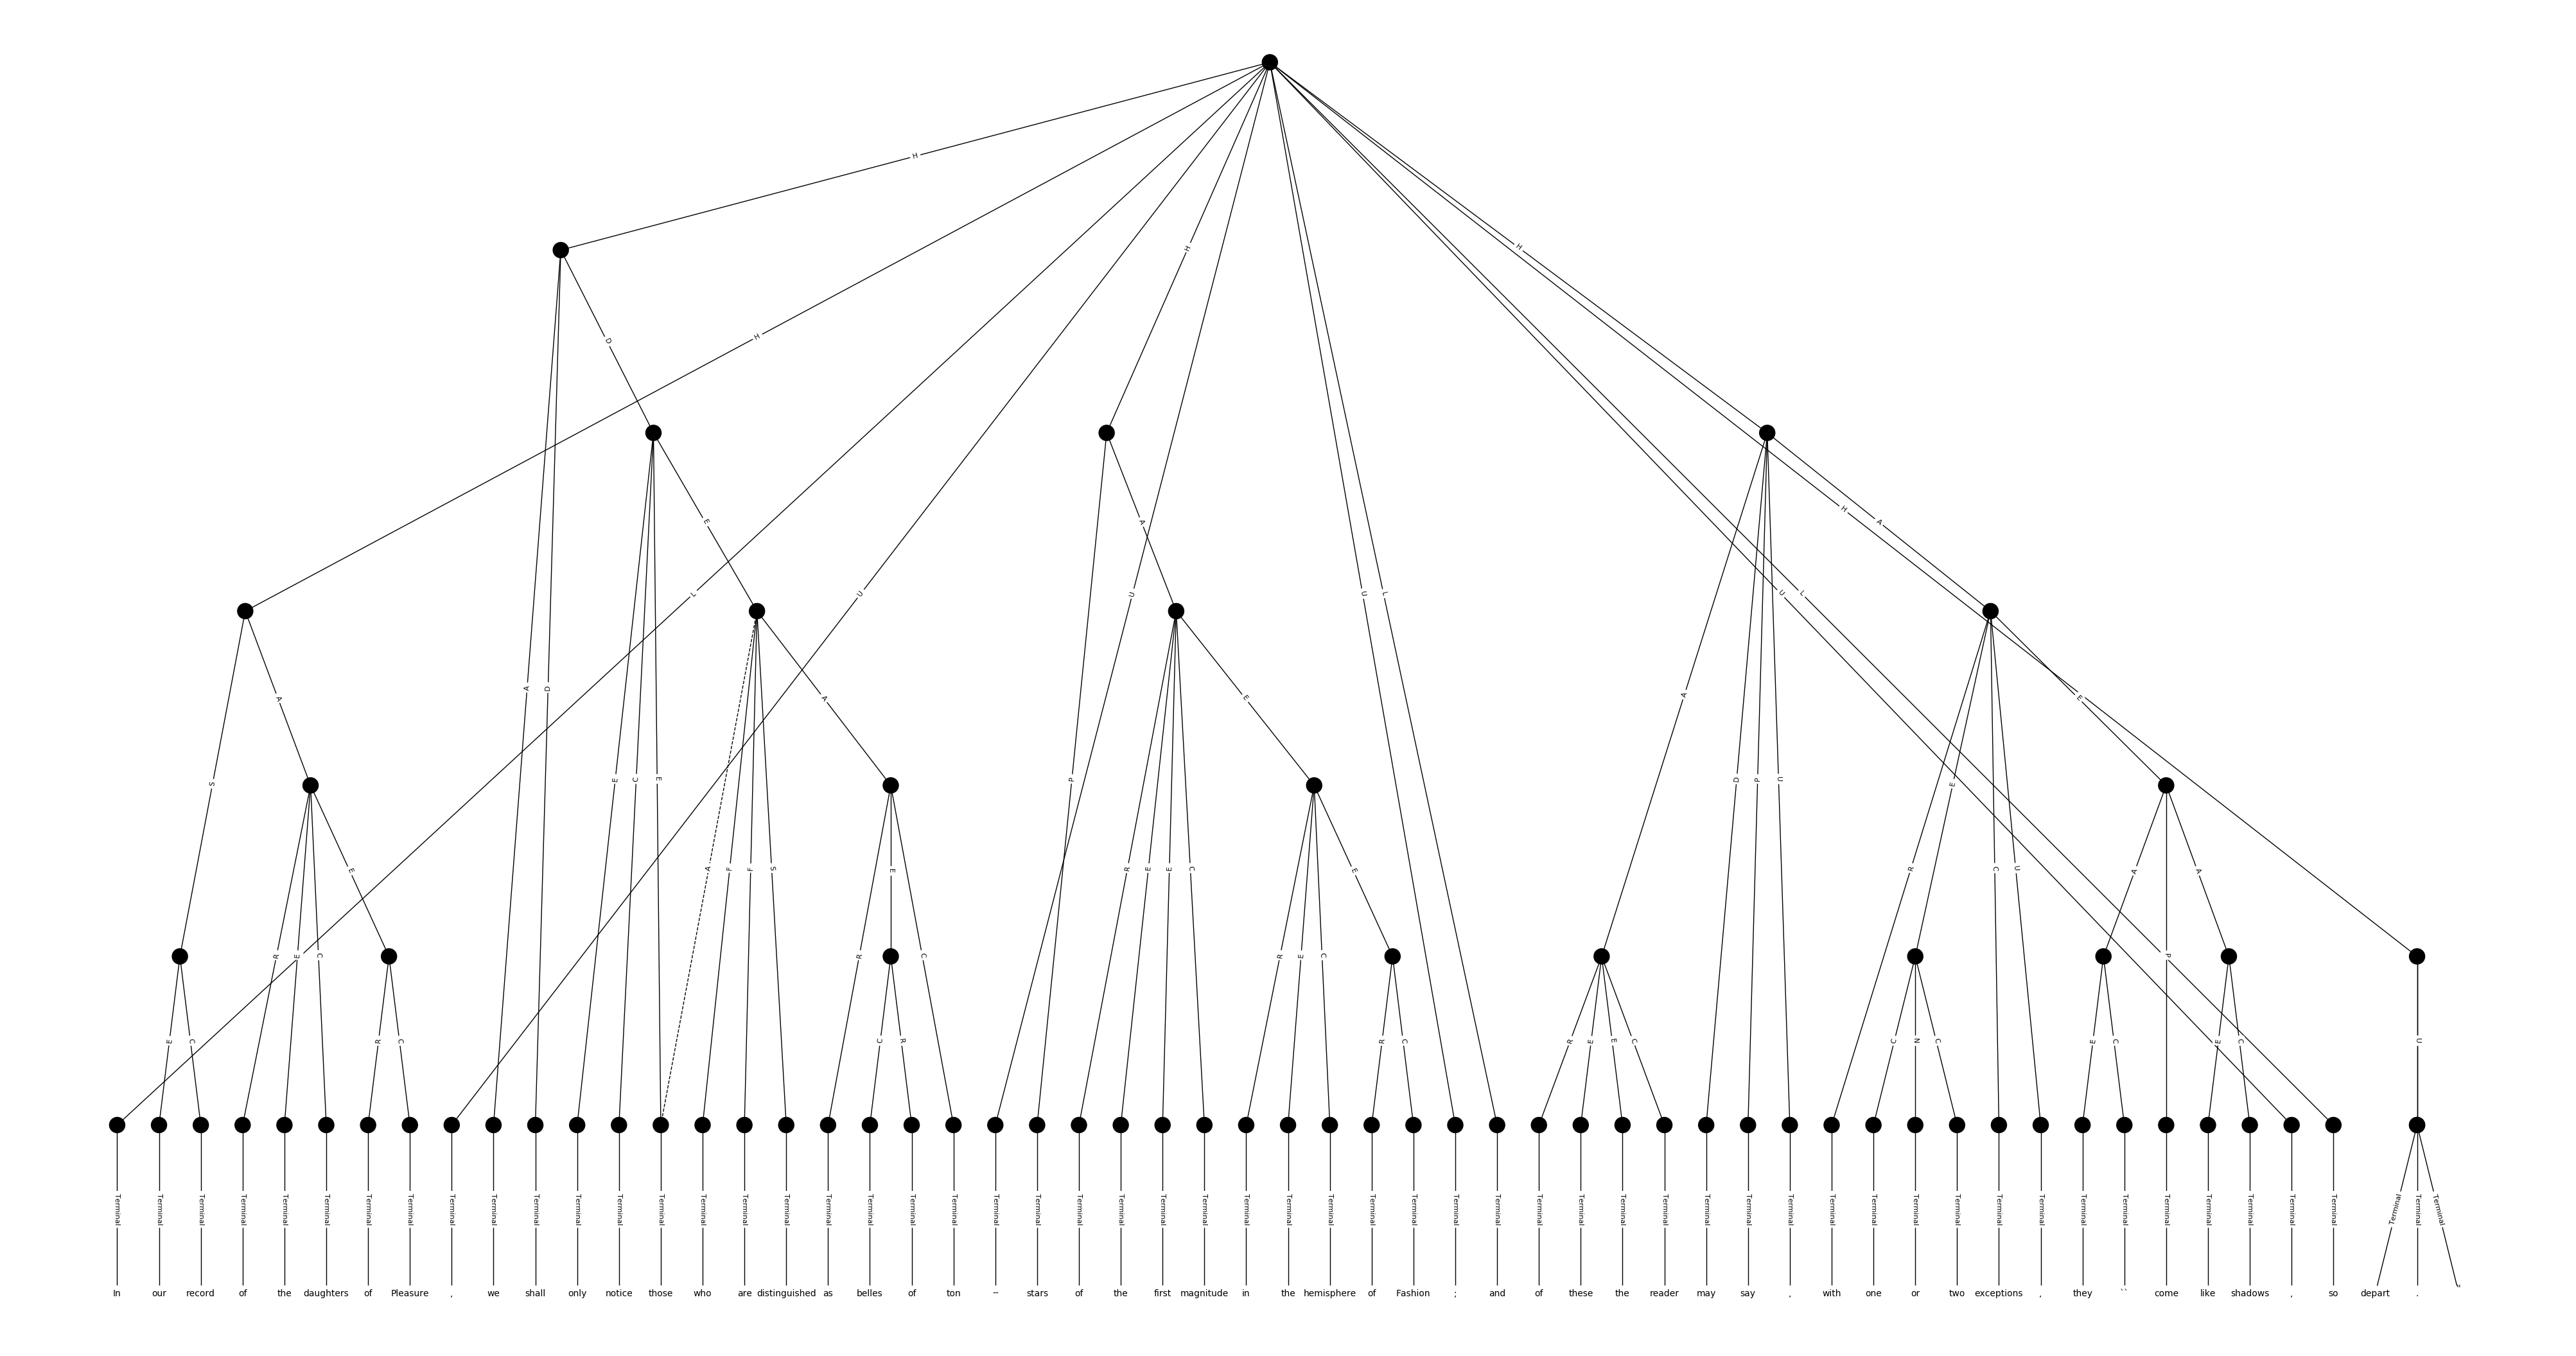 H
H
H
H
D
L
U
U
U
L
U
L
H
A
E
A
A
S
A
A
D
E
C
E
P
E
A
D
P
U
E
E
R
E
C
E
A
F
F
S
R
E
C
R
E
E
C
R
E
C
E
R
C
U
A
P
A
E
C
R
C
C
R
R
C
R
E
E
C
C
N
C
E
C
E
C
U
Terminal Terminal Terminal Terminal Terminal Terminal Terminal Terminal Terminal Terminal Terminal Terminal Terminal Terminal Terminal Terminal Terminal Terminal Terminal Terminal Terminal Terminal Terminal Terminal Terminal Terminal Terminal Terminal Terminal Terminal Terminal Terminal Terminal Terminal Terminal Terminal Terminal Terminal Terminal Terminal Terminal Terminal Terminal Terminal Terminal Terminal Terminal Terminal Terminal Terminal Terminal Terminal Terminal Terminal Terminal Terminal Terminal
In our record of the daughters of Pleasure , we shall only notice those who are distinguished as belles of ton -- stars of the first magnitude in the hemisphere of Fashion ; and of these the reader may say , with one or two exceptions , they `` come like shadows , so depart . ''